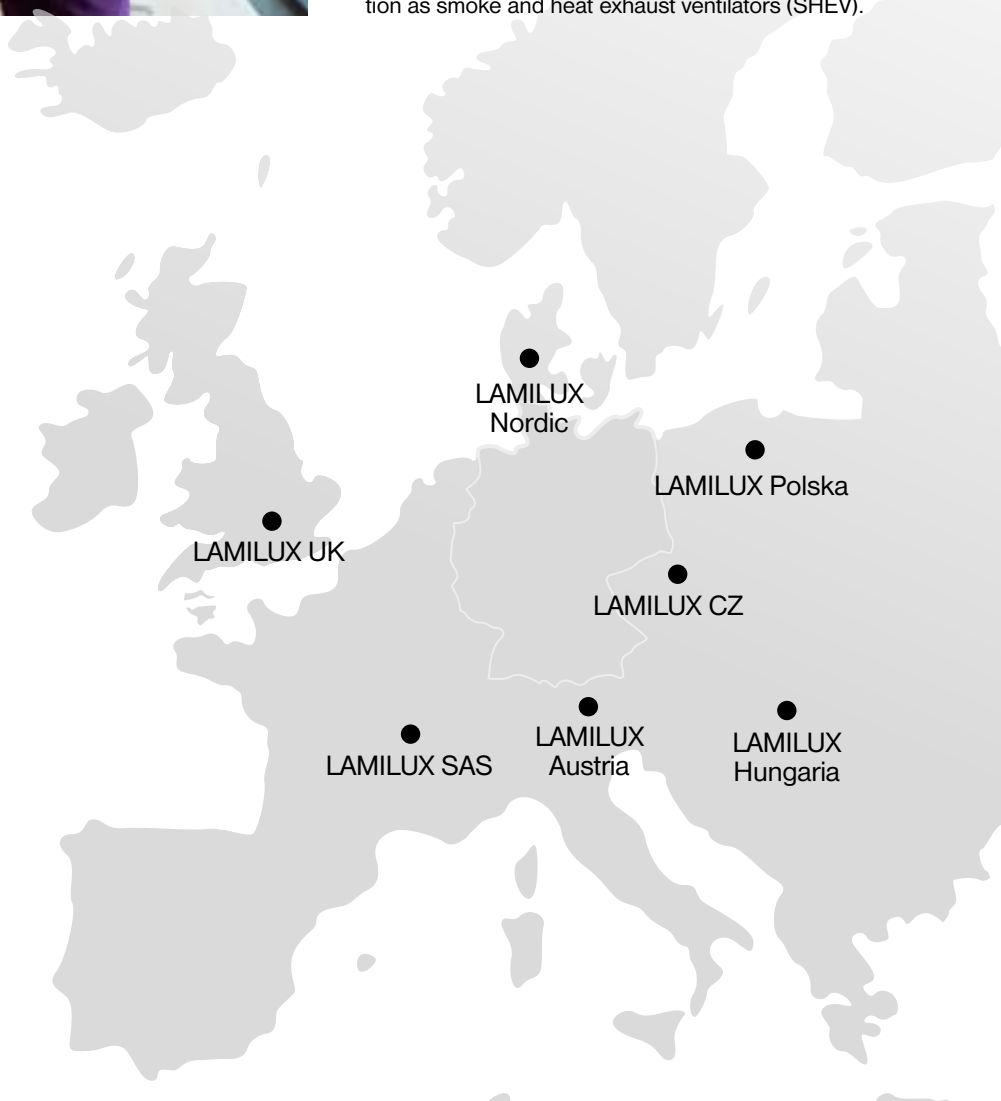 tion as smoke and heat exhaust ventilators (SHEV).
LAMILUX
Nordic
LAMILUX Polska
LAMILUX UK
LAMILUX CZ
LAMILUX SAS
LAMILUX
Austria
LAMILUX
Hungaria